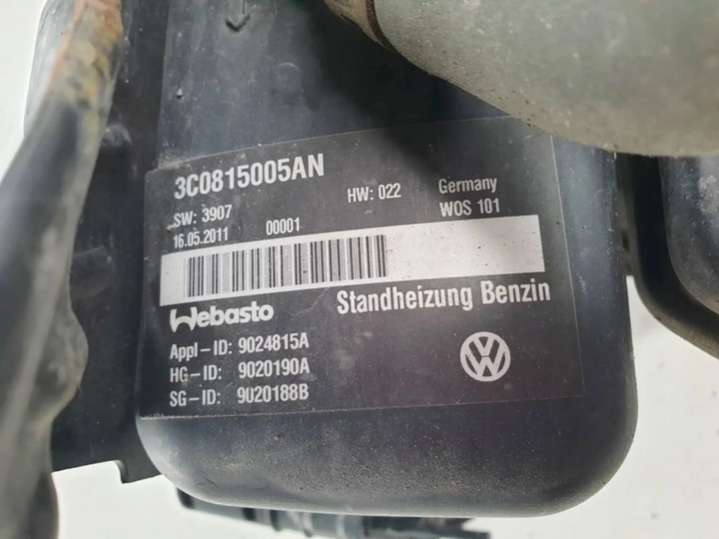 3C0815005AN
SW: 3907 HW: 022 Germany
16.05.2011 00001 WOS 101
Webasto Standheizung Benzin
Appl-ID: 9024815A
HG-ID: 9020190A
SG-ID: 9020188B
VW